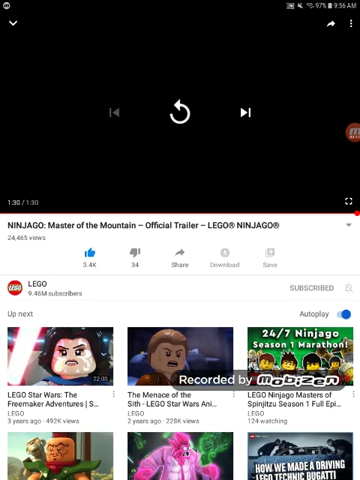 97% 9:56 AM
1:30 / 1:30
NINJAGO: Master of the Mountain – Official Trailer – LEGO® NINJAGO®
24,465 views
3.4K 34 Share Download Save
LEGO
9.46M subscribers
SUBSCRIBED
Up next
Autoplay
22:03
24/7 Ninjago
Season 1 Marathon!
Recorded by mobizen
LEGO Star Wars: The
Freemaker Adventures | S...
LEGO
3 years ago · 492K views
The Menace of the
Sith - LEGO Star Wars Ani...
LEGO
2 years ago · 228K views
LEGO Ninjago Masters of
Spinjitzu Season 1 Full Epi...
LEGO
124 watching
HOW WE MADE A DRIVING
LEGO TECHNIC BUGATTI